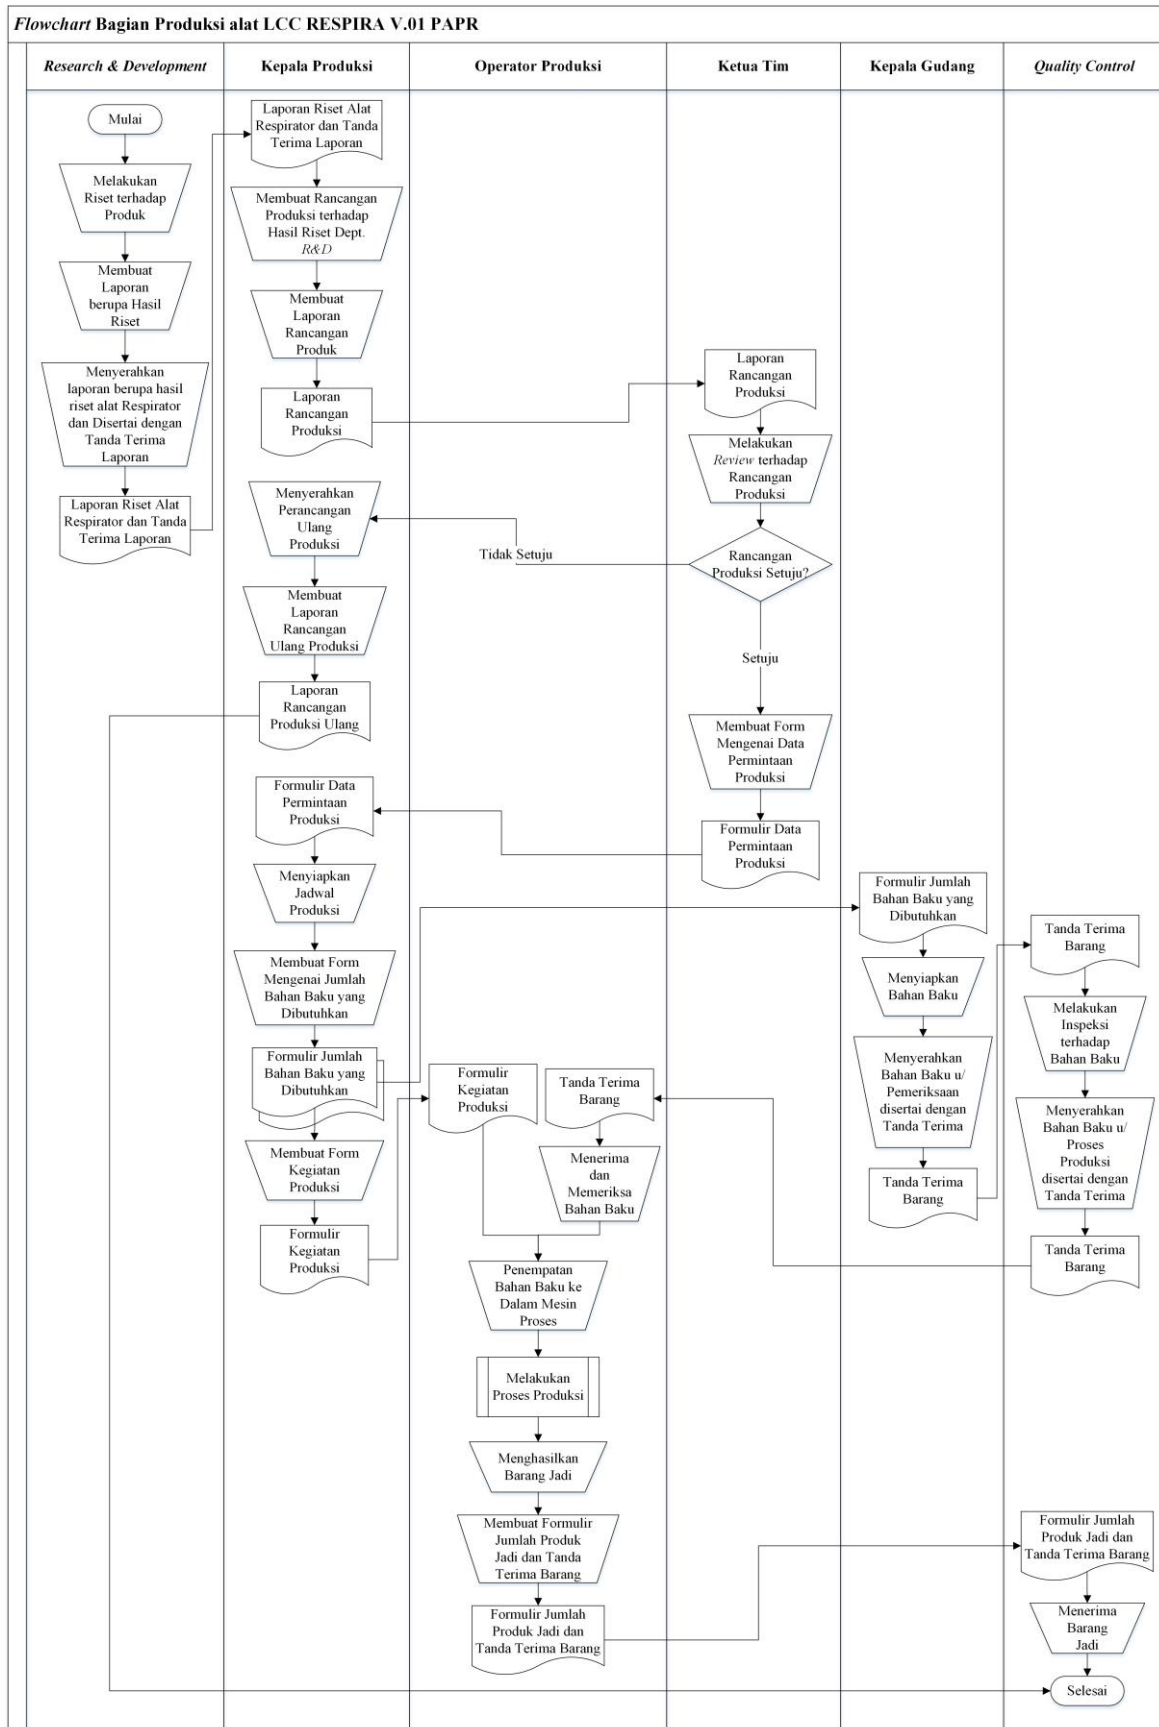 Flowchart Bagian Produksi alat LCC RESPIRA V.01 PAPR
Research & Development
Kepala Produksi
Operator Produksi
Ketua Tim
Kepala Gudang
Quality Control
Mulai
Melakukan
Riset terhadap
Produk
Membuat
Laporan
berupa Hasil
Riset
Menyerahkan
laporan berupa hasil
riset alat Respirator
dan Disertai dengan
Tanda Terima
Laporan
Laporan Riset Alat
Respirator dan Tanda
Terima Laporan
Laporan Riset Alat
Respirator dan Tanda
Terima Laporan
Membuat Rancangan
Produksi terhadap
Hasil Riset Dept.
R&D
Membuat
Laporan
Rancangan
Produk
Laporan
Rancangan
Produksi
Laporan
Rancangan
Produksi
Melakukan
Review terhadap
Rancangan
Produksi
Rancangan
Produksi Setuju?
Tidak Setuju
Menyerahkan
Perancangan
Ulang
Produksi
Membuat
Laporan
Rancangan
Ulang Produksi
Laporan
Rancangan
Produksi Ulang
Setuju
Membuat Form
Mengenai Data
Permintaan
Produksi
Formulir Data
Permintaan
Produksi
Formulir Data
Permintaan
Produksi
Menyiapkan
Jadwal
Produksi
Membuat Form
Mengenai Jumlah
Bahan Baku yang
Dibutuhkan
Formulir Jumlah
Bahan Baku yang
Dibutuhkan
Membuat Form
Kegiatan
Produksi
Formulir
Kegiatan
Produksi
Formulir Jumlah
Bahan Baku yang
Dibutuhkan
Menyiapkan
Bahan Baku
Menyerahkan
Bahan Baku u/
Pemeriksaan
disertai dengan
Tanda Terima
Tanda Terima
Barang
Tanda Terima
Barang
Melakukan
Inspeksi
terhadap
Bahan Baku
Menyerahkan
Bahan Baku u/
Proses
Produksi
disertai dengan
Tanda Terima
Tanda Terima
Barang
Formulir
Kegiatan
Produksi
Tanda Terima
Barang
Menerima
dan
Memeriksa
Bahan Baku
Penempatan
Bahan Baku ke
Dalam Mesin
Proses
Melakukan
Proses Produksi
Menghasilkan
Barang Jadi
Membuat Formulir
Jumlah Produk
Jadi dan Tanda
Terima Barang
Formulir Jumlah
Produk Jadi dan
Tanda Terima Barang
Formulir Jumlah
Produk Jadi dan
Tanda Terima Barang
Menerima
Barang
Jadi
Selesai